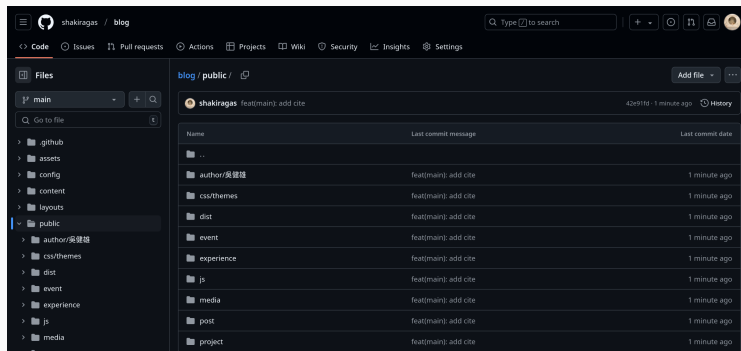 shakiragas / blog
Type / to search
Code
Issues
Pull requests
Actions
Projects
Wiki
Security
Insights
Settings
Files
main
Go to file
t
.github
assets
config
content
layouts
public
author/吳健雄
css/themes
dist
event
experience
js
media
blog / public /
Add file
shakiragas feat(main): add cite
42e91fd · 1 minute ago
History
Name Last commit message Last commit date
..
author/吳健雄 feat(main): add cite 1 minute ago
css/themes feat(main): add cite 1 minute ago
dist feat(main): add cite 1 minute ago
event feat(main): add cite 1 minute ago
experience feat(main): add cite 1 minute ago
js feat(main): add cite 1 minute ago
media feat(main): add cite 1 minute ago
post feat(main): add cite 1 minute ago
project feat(main): add cite 1 minute ago